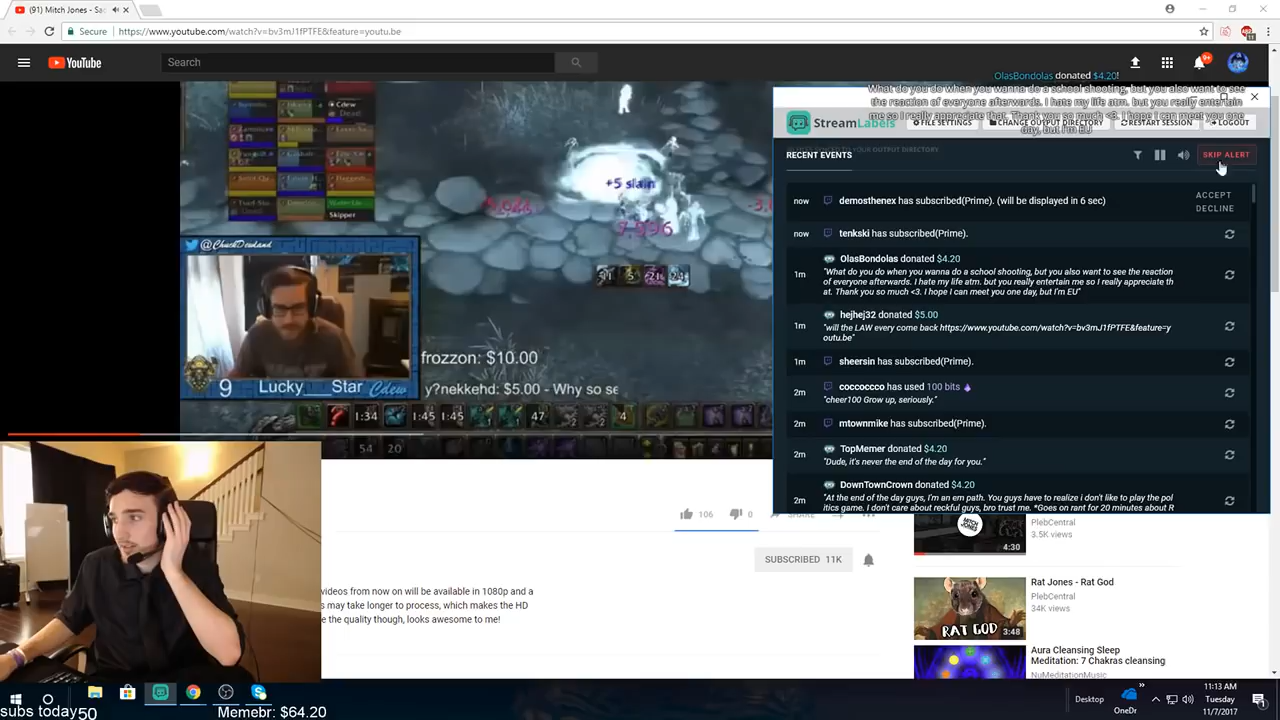 (91) Mitch Jones - Sad
Secure
https://www.youtube.com/watch?v=bv3mJ1fPTFE&feature=youtu.be
YouTube
Search
9+
OlasBondolas donated $4.20!
What do you do when you wanna do a school shooting, but you also want to see
the reaction of everyone afterwards. I hate my life atm. but you really entertain
me so I really appreciate that. Thank you so much <3. I hope I can meet you one
day, but I'm EU
StreamLabels
FILE SETTINGS
CHANGE OUTPUT DIRECTORY
RESTART SESSION
LOGOUT
RECENT EVENTS
SKIP ALERT
now demosthenex has subscribed(Prime). (will be displayed in 6 sec)
ACCEPT
DECLINE
now tenkski has subscribed(Prime).
OlasBondolas donated $4.20
1m "What do you do when you wanna do a school shooting, but you also want to see the reaction
of everyone afterwards. I hate my life atm. but you really entertain me so I really appreciate th
at. Thank you so much <3. I hope I can meet you one day, but I'm EU"
hejhej32 donated $5.00
1m "will the LAW every come back https://www.youtube.com/watch?v=bv3mJ1fPTFE&feature=y
outu.be"
1m sheersin has subscribed(Prime).
coccoccco has used 100 bits
2m "cheer100 Grow up, seriously."
2m mtownmike has subscribed(Prime).
TopMemer donated $4.20
2m "Dude, it's never the end of the day for you."
DownTownCrown donated $4.20
2m "At the end of day guys, I'm an em path. You guys have to realize i don't like to play the pol
itics game. I don't care about reckful guys, bro trust me. *Goes on rant for 20 minutes about R
Cdew
Skipper
+5 slain
7,996
@ChuckDewland
9 Lucky___Star Cdew
frozzon: $10.00
y?nekkehd: $5.00 - Why so se
1:34
1:45
1:45
47
4
54
20
106
0
SHARE
SUBSCRIBED 11K
videos from now on will be available in 1080p and a
s may take longer to process, which makes the HD
e the quality though, looks awesome to me!
MITCH JONES
4:30
PlebCentral
3.5K views
RAT GOD
3:48
Rat Jones - Rat God
PlebCentral
34K views
Aura Cleansing Sleep
Meditation: 7 Chakras cleansing
NuMeditationMusic
subs today50
Memebr: $64.20
Desktop
OneDr
11:13 AM
Tuesday
11/7/2017